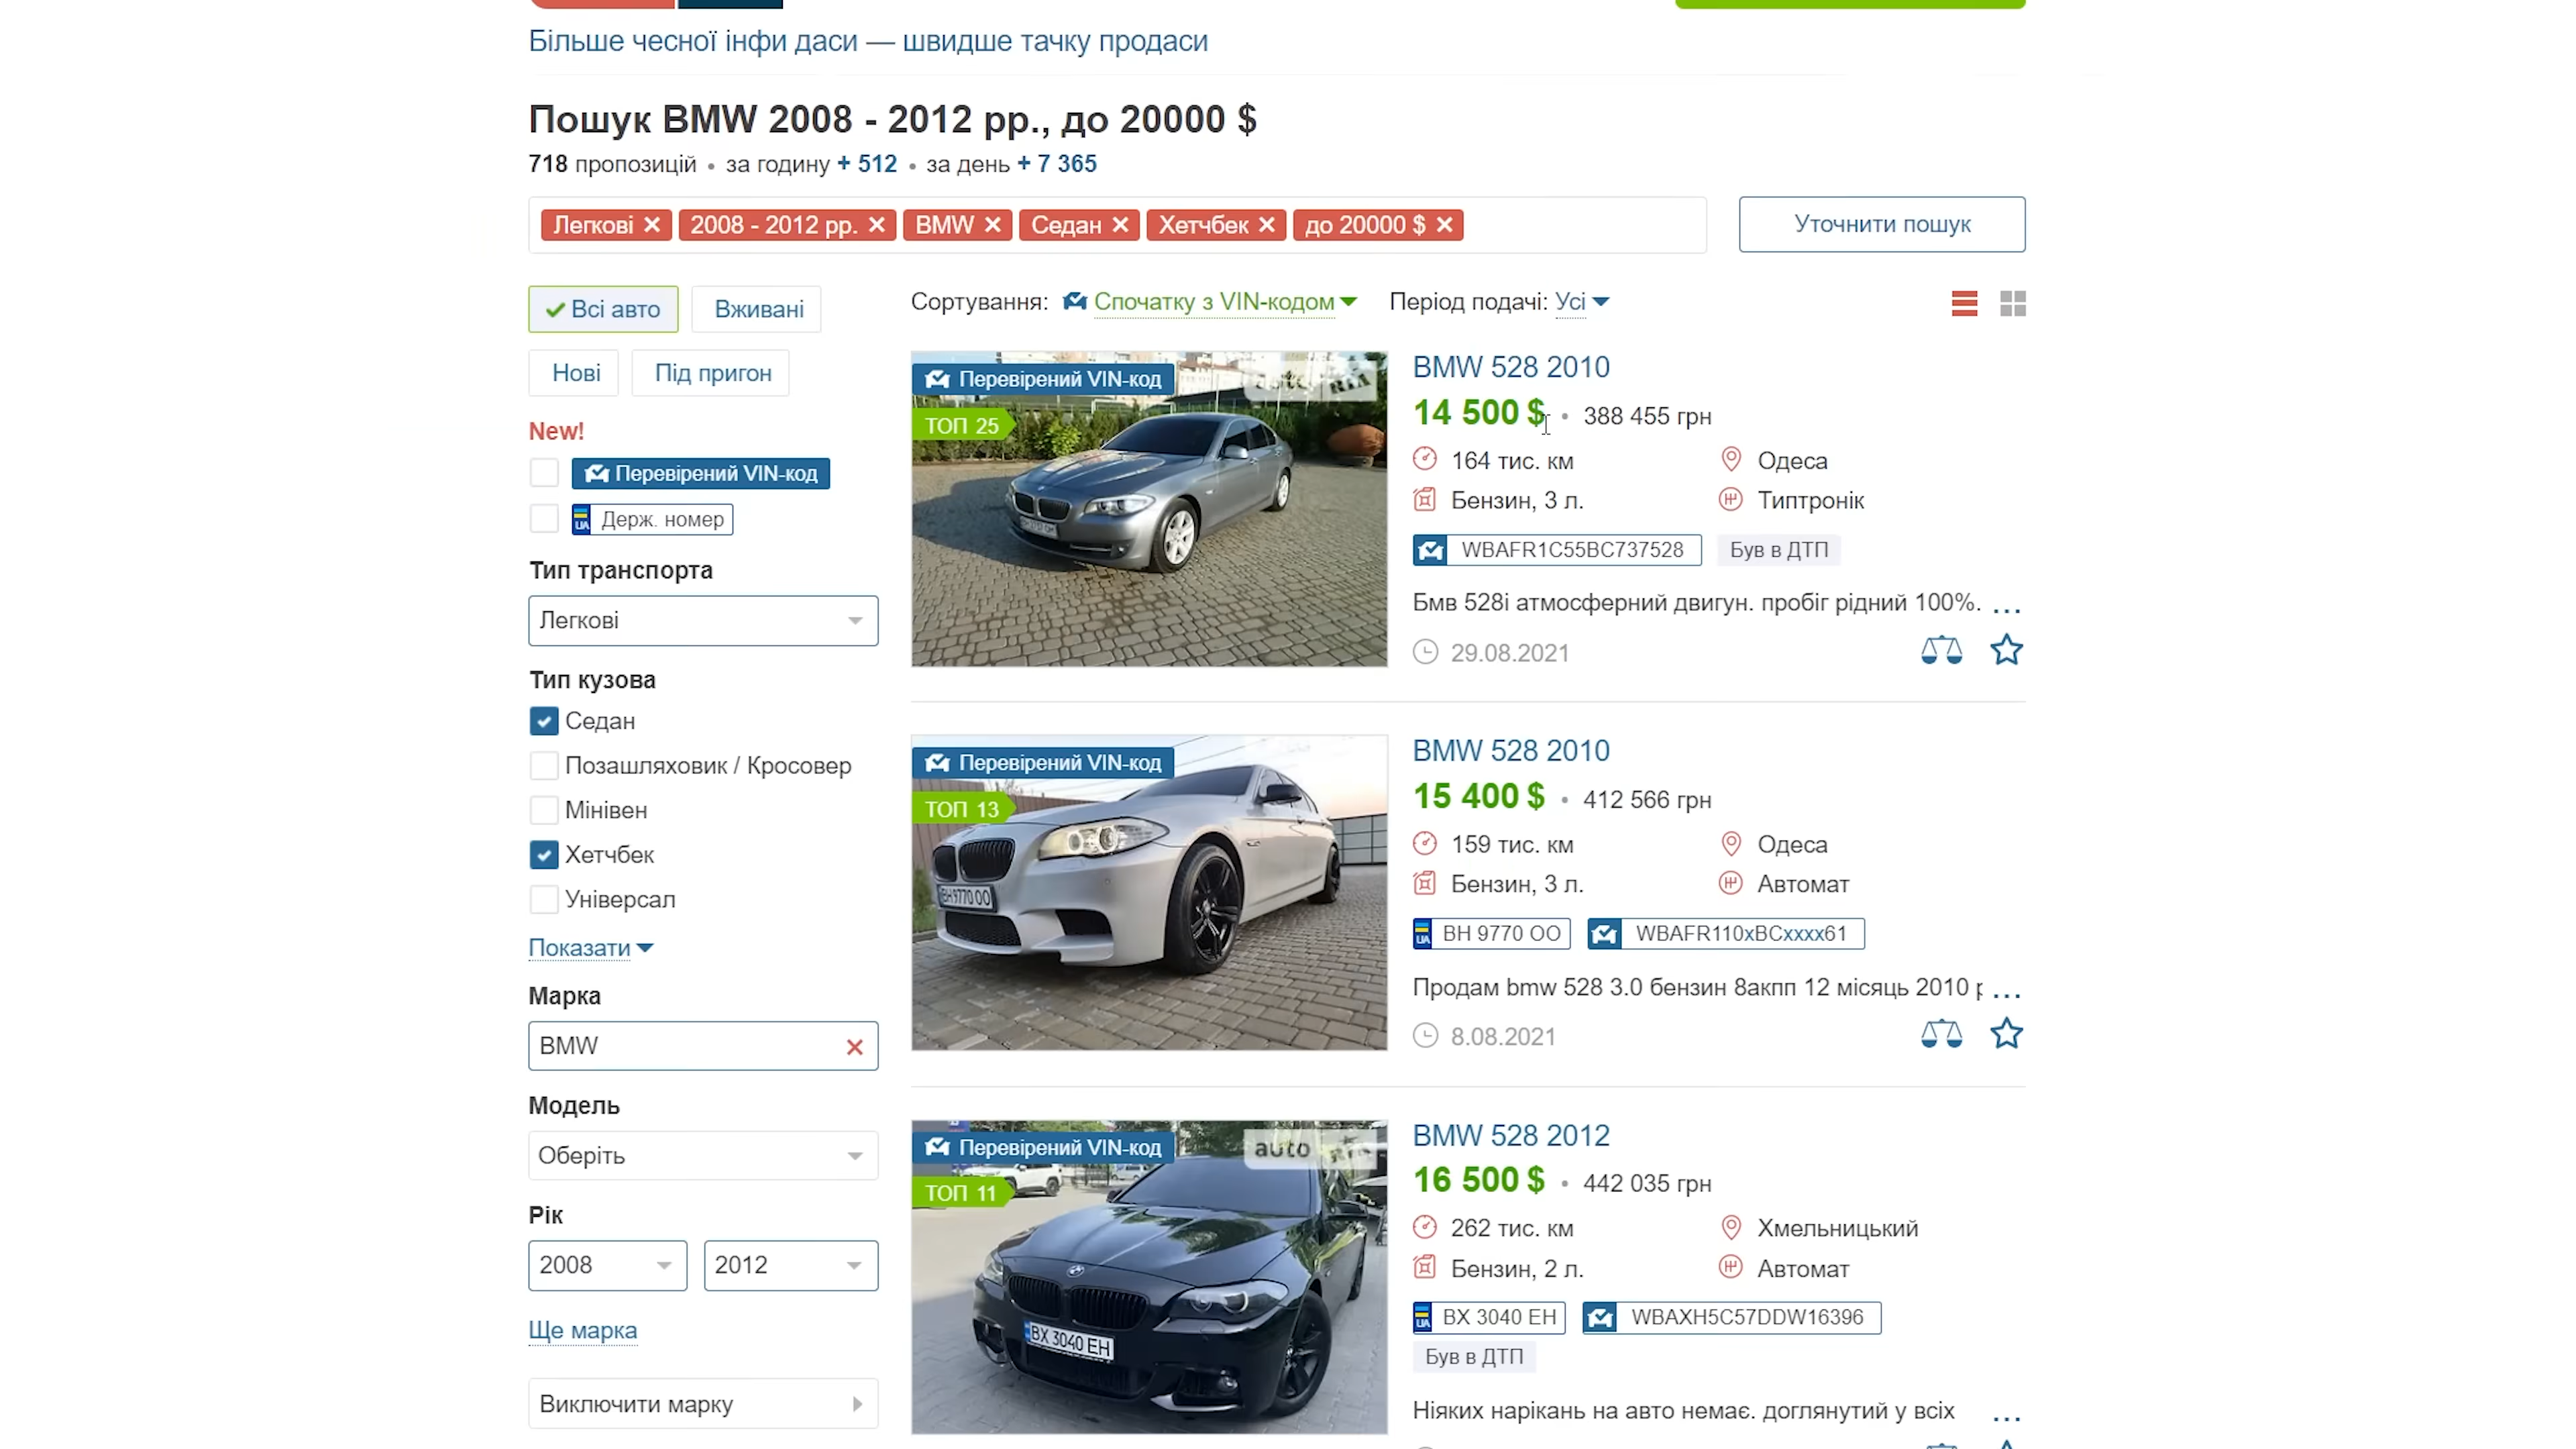 Більше чесної інфи даси — швидше тачку продаси
Пошук BMW 2008 - 2012 рр., до 20000 $
718 пропозицій • за годину + 512 • за день + 7 365
Легкові ✕ 2008 - 2012 рр. ✕ BMW ✕ Седан ✕ Хетчбек ✕ до 20000 $ ✕
Уточнити пошук
Всі авто
Вживані
Нові
Під пригон
New!
Перевірений VIN-код
UA Держ. номер
Тип транспорта
Легкові
Тип кузова
Седан
Позашляховик / Кросовер
Мінівен
Хетчбек
Універсал
Показати
Марка
BMW
Модель
Оберіть
Рік
2008
2012
Ще марка
Виключити марку
Сортування: Спочатку з VIN-кодом Період подачі: Усі
Перевірений VIN-код
ТОП 25
BMW 528 2010
14 500 $ • 388 455 грн
164 тис. км Одеса
Бензин, 3 л. Типтронік
WBAFR1C55BC737528 Був в ДТП
Бмв 528і атмосферний двигун. пробіг рідний 100%. ...
29.08.2021
Перевірений VIN-код
ТОП 13
BH9770 OO
BMW 528 2010
15 400 $ • 412 566 грн
159 тис. км Одеса
Бензин, 3 л. Автомат
UA BH 9770 OO WBAFR110xBCxxxx61
Продам bmw 528 3.0 бензин 8акпп 12 місяць 2010 р ...
8.08.2021
Перевірений VIN-код
auto
ТОП 11
BX 3040 EH
BMW 528 2012
16 500 $ • 442 035 грн
262 тис. км Хмельницький
Бензин, 2 л. Автомат
UA BX 3040 EH WBAXH5C57DDW16396
Був в ДТП
Ніяких нарікань на авто немає. доглянутий у всіх ...